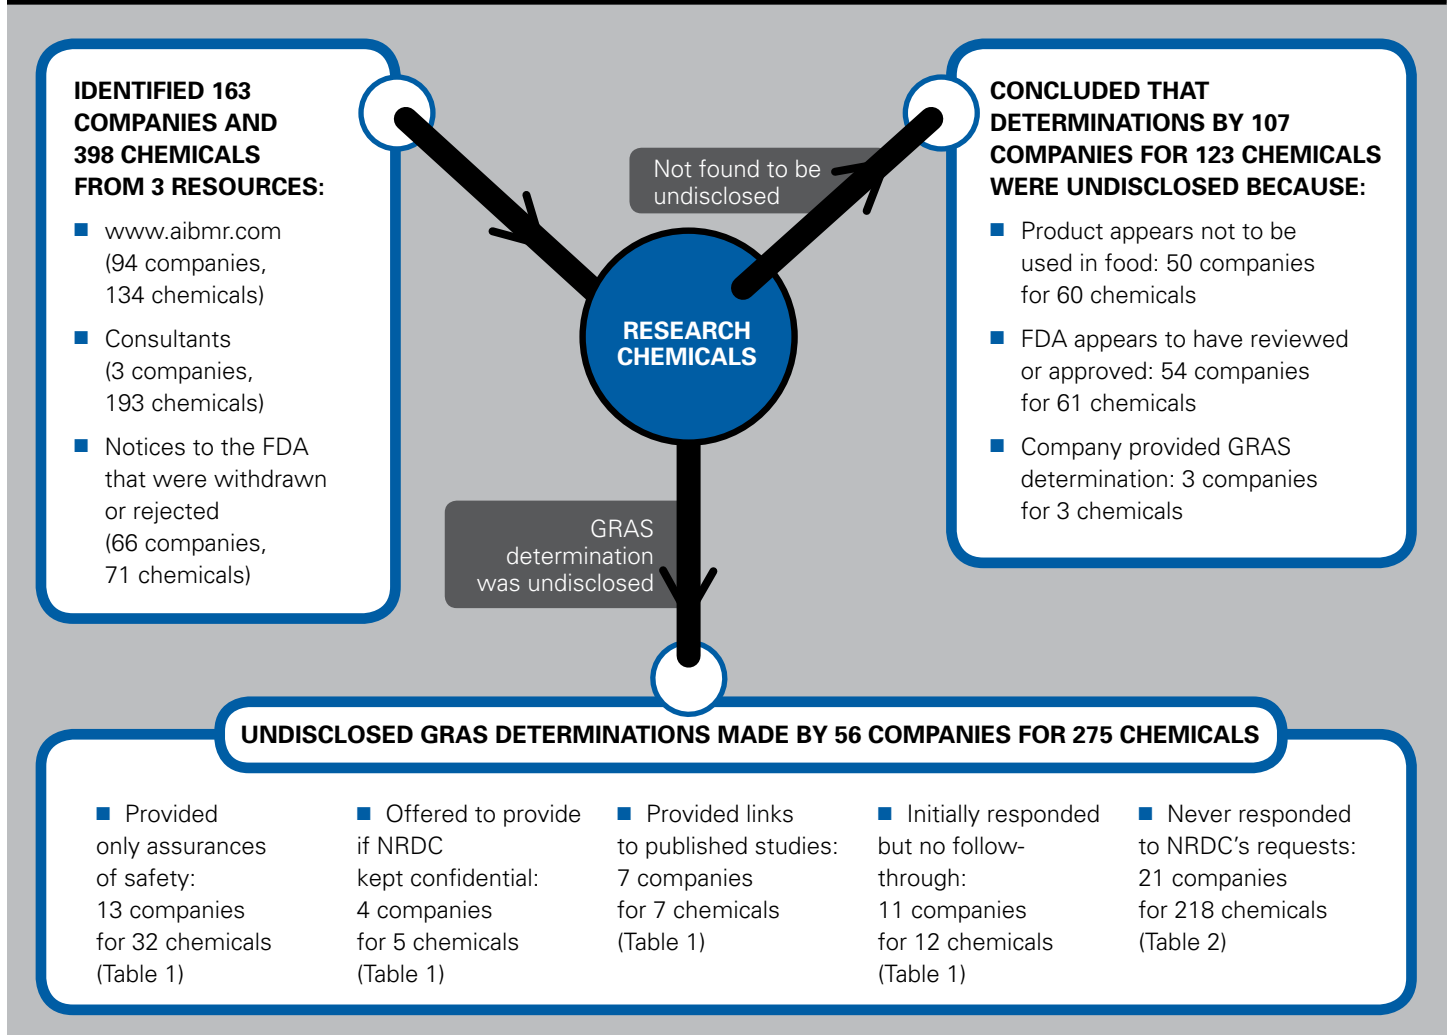 IDENTIFIED 163
COMPANIES AND
398 CHEMICALS
FROM 3 RESOURCES:
■ www.aibmr.com
(94 companies,
134 chemicals)
■ Consultants
(3 companies,
193 chemicals)
■ Notices to the FDA
that were withdrawn
or rejected
(66 companies,
71 chemicals)
Not found to be
undisclosed
RESEARCH
CHEMICALS
CONCLUDED THAT
DETERMINATIONS BY 107
COMPANIES FOR 123 CHEMICALS
WERE UNDISCLOSED BECAUSE:
■ Product appears not to be
used in food: 50 companies
for 60 chemicals
■ FDA appears to have reviewed
or approved: 54 companies
for 61 chemicals
■ Company provided GRAS
determination: 3 companies
for 3 chemicals
GRAS
determination
was undisclosed
UNDISCLOSED GRAS DETERMINATIONS MADE BY 56 COMPANIES FOR 275 CHEMICALS
■ Provided
only assurances
of safety:
13 companies
for 32 chemicals
(Table 1)
■ Offered to provide
if NRDC
kept confidential:
4 companies
for 5 chemicals
(Table 1)
■ Provided links
to published studies:
7 companies
for 7 chemicals
(Table 1)
■ Initially responded
but no follow-
through:
11 companies
for 12 chemicals
(Table 1)
■ Never responded
to NRDC's requests:
21 companies
for 218 chemicals
(Table 2)